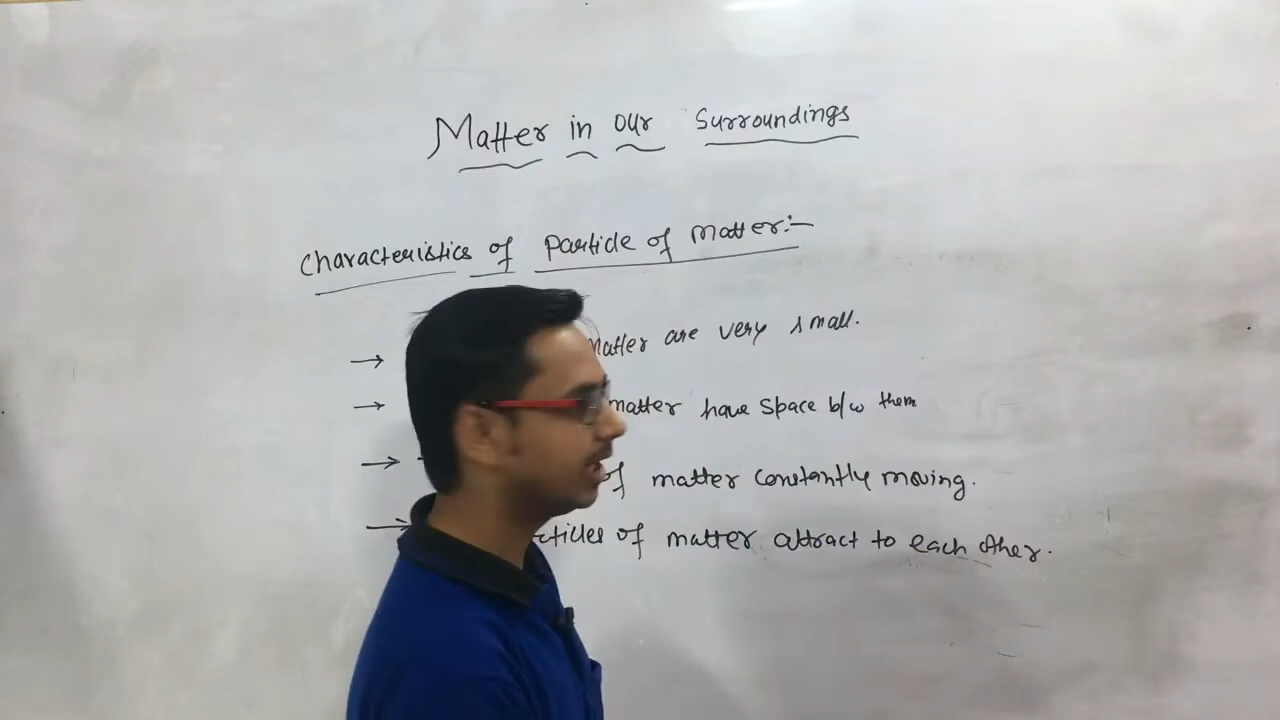 Matter in our Surroundings
Characteristics of Particle of Matter:-
→ Matter are very small.
→ matter have space b/w them
→ of matter constantly moving.
→ of matter attract to each other.